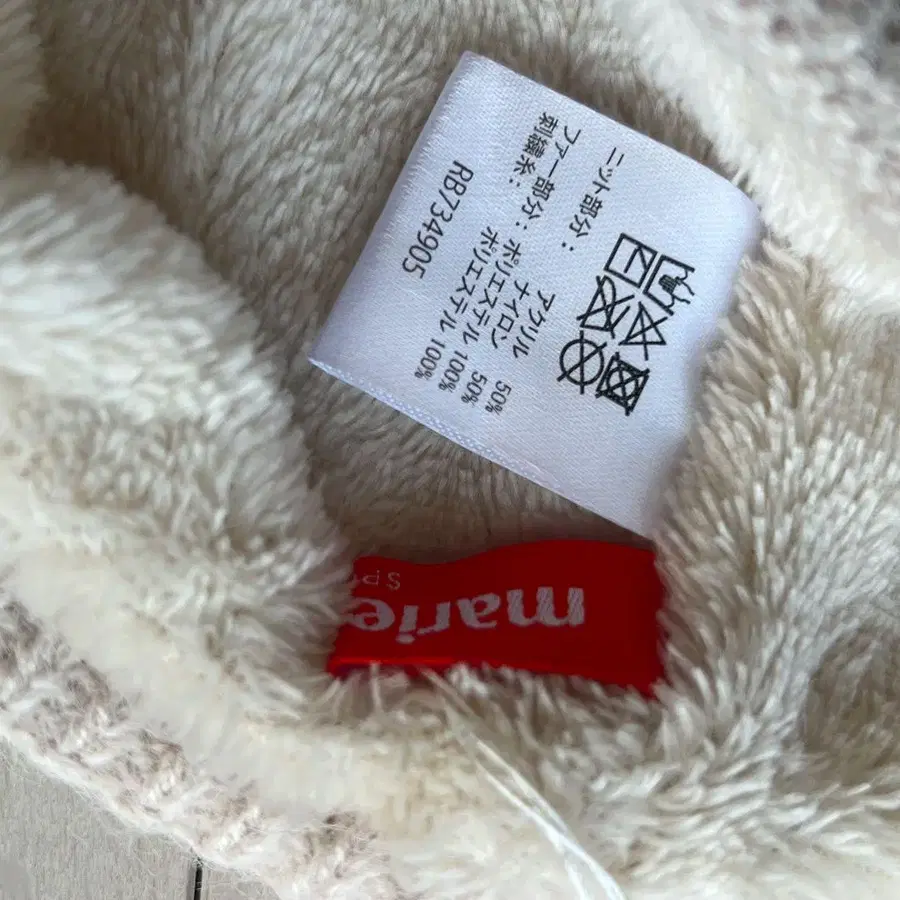 ニット部分: アクリル 50%
ナイロン 50%
ファー部分: ポリエステル 100%
刺繍糸: ポリエステル 100%
RB734905
marie
SP